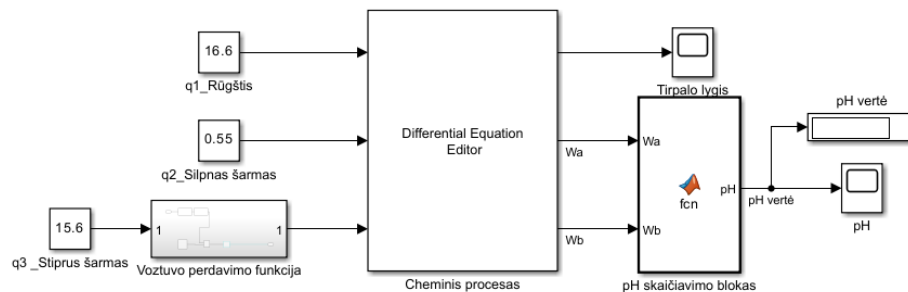 16.6
q1_Rūgštis
0.55
q2_Silpnas šarmas
15.6
q3 _Stiprus šarmas
1
1
Voztuvo perdavimo funkcija
Differential Equation
Editor
Cheminis procesas
Tirpalo lygis
Wa
Wb
Wa
Wb
fcn
pH
pH skaičiavimo blokas
pH vertė
pH vertė
pH